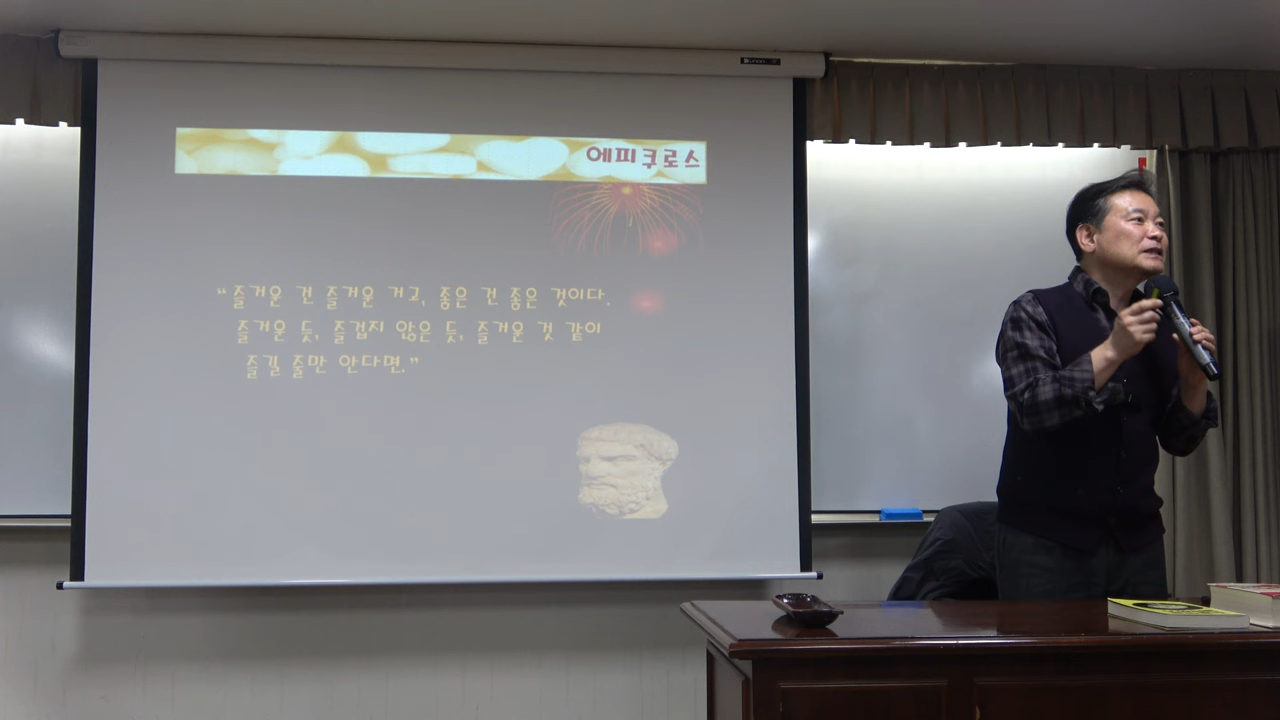 에피쿠로스
“즐거운 건 즐거운 거고, 좋은 건 좋은 것이다.
즐거운 듯, 즐겁지 않은 듯, 즐거운 것 같이
즐길 줄만 안다면.”